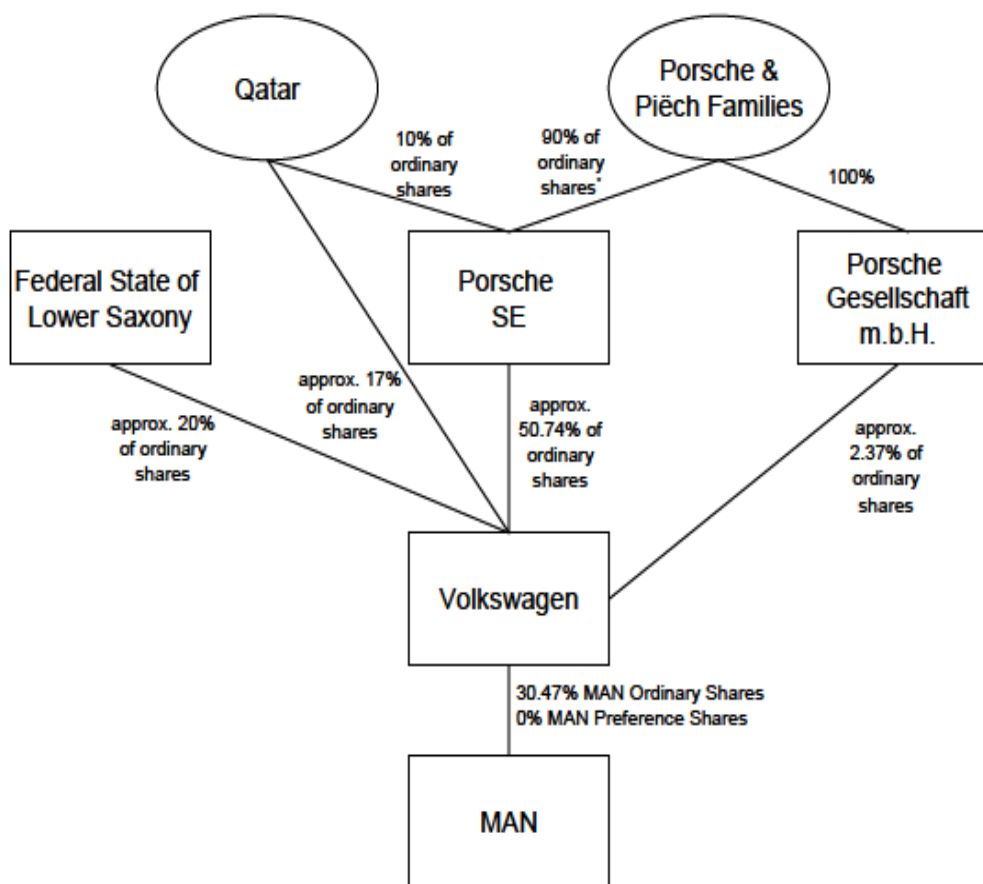 Qatar
Porsche &
Piëch Families
10% of
ordinary
shares
90% of
ordinary
shares*
100%
Federal State of
Lower Saxony
Porsche
SE
Porsche
Gesellschaft
m.b.H.
approx. 20%
of ordinary
shares
approx. 17%
of ordinary
shares
approx.
50.74% of
ordinary
shares
approx.
2.37% of
ordinary
shares
Volkswagen
30.47% MAN Ordinary Shares
0% MAN Preference Shares
MAN